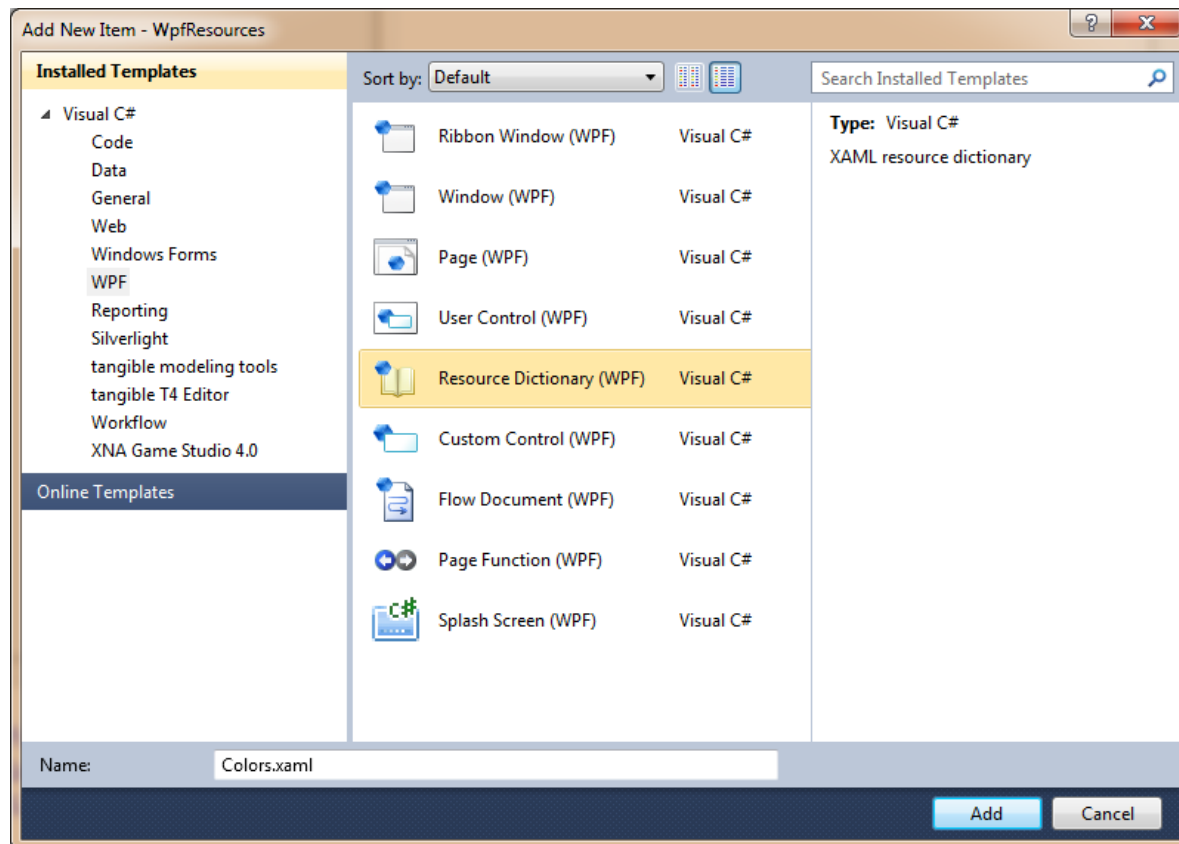 Add New Item - WpfResources
Installed Templates
Visual C#
Code
Data
General
Web
Windows Forms
WPF
Reporting
Silverlight
tangible modeling tools
tangible T4 Editor
Workflow
XNA Game Studio 4.0
Online Templates
Sort by: Default
Ribbon Window (WPF) Visual C#
Window (WPF) Visual C#
Page (WPF) Visual C#
User Control (WPF) Visual C#
Resource Dictionary (WPF) Visual C#
Custom Control (WPF) Visual C#
Flow Document (WPF) Visual C#
Page Function (WPF) Visual C#
C#
Splash Screen (WPF) Visual C#
Search Installed Templates
Type: Visual C#
XAML resource dictionary
Name: Colors.xaml
Add Cancel